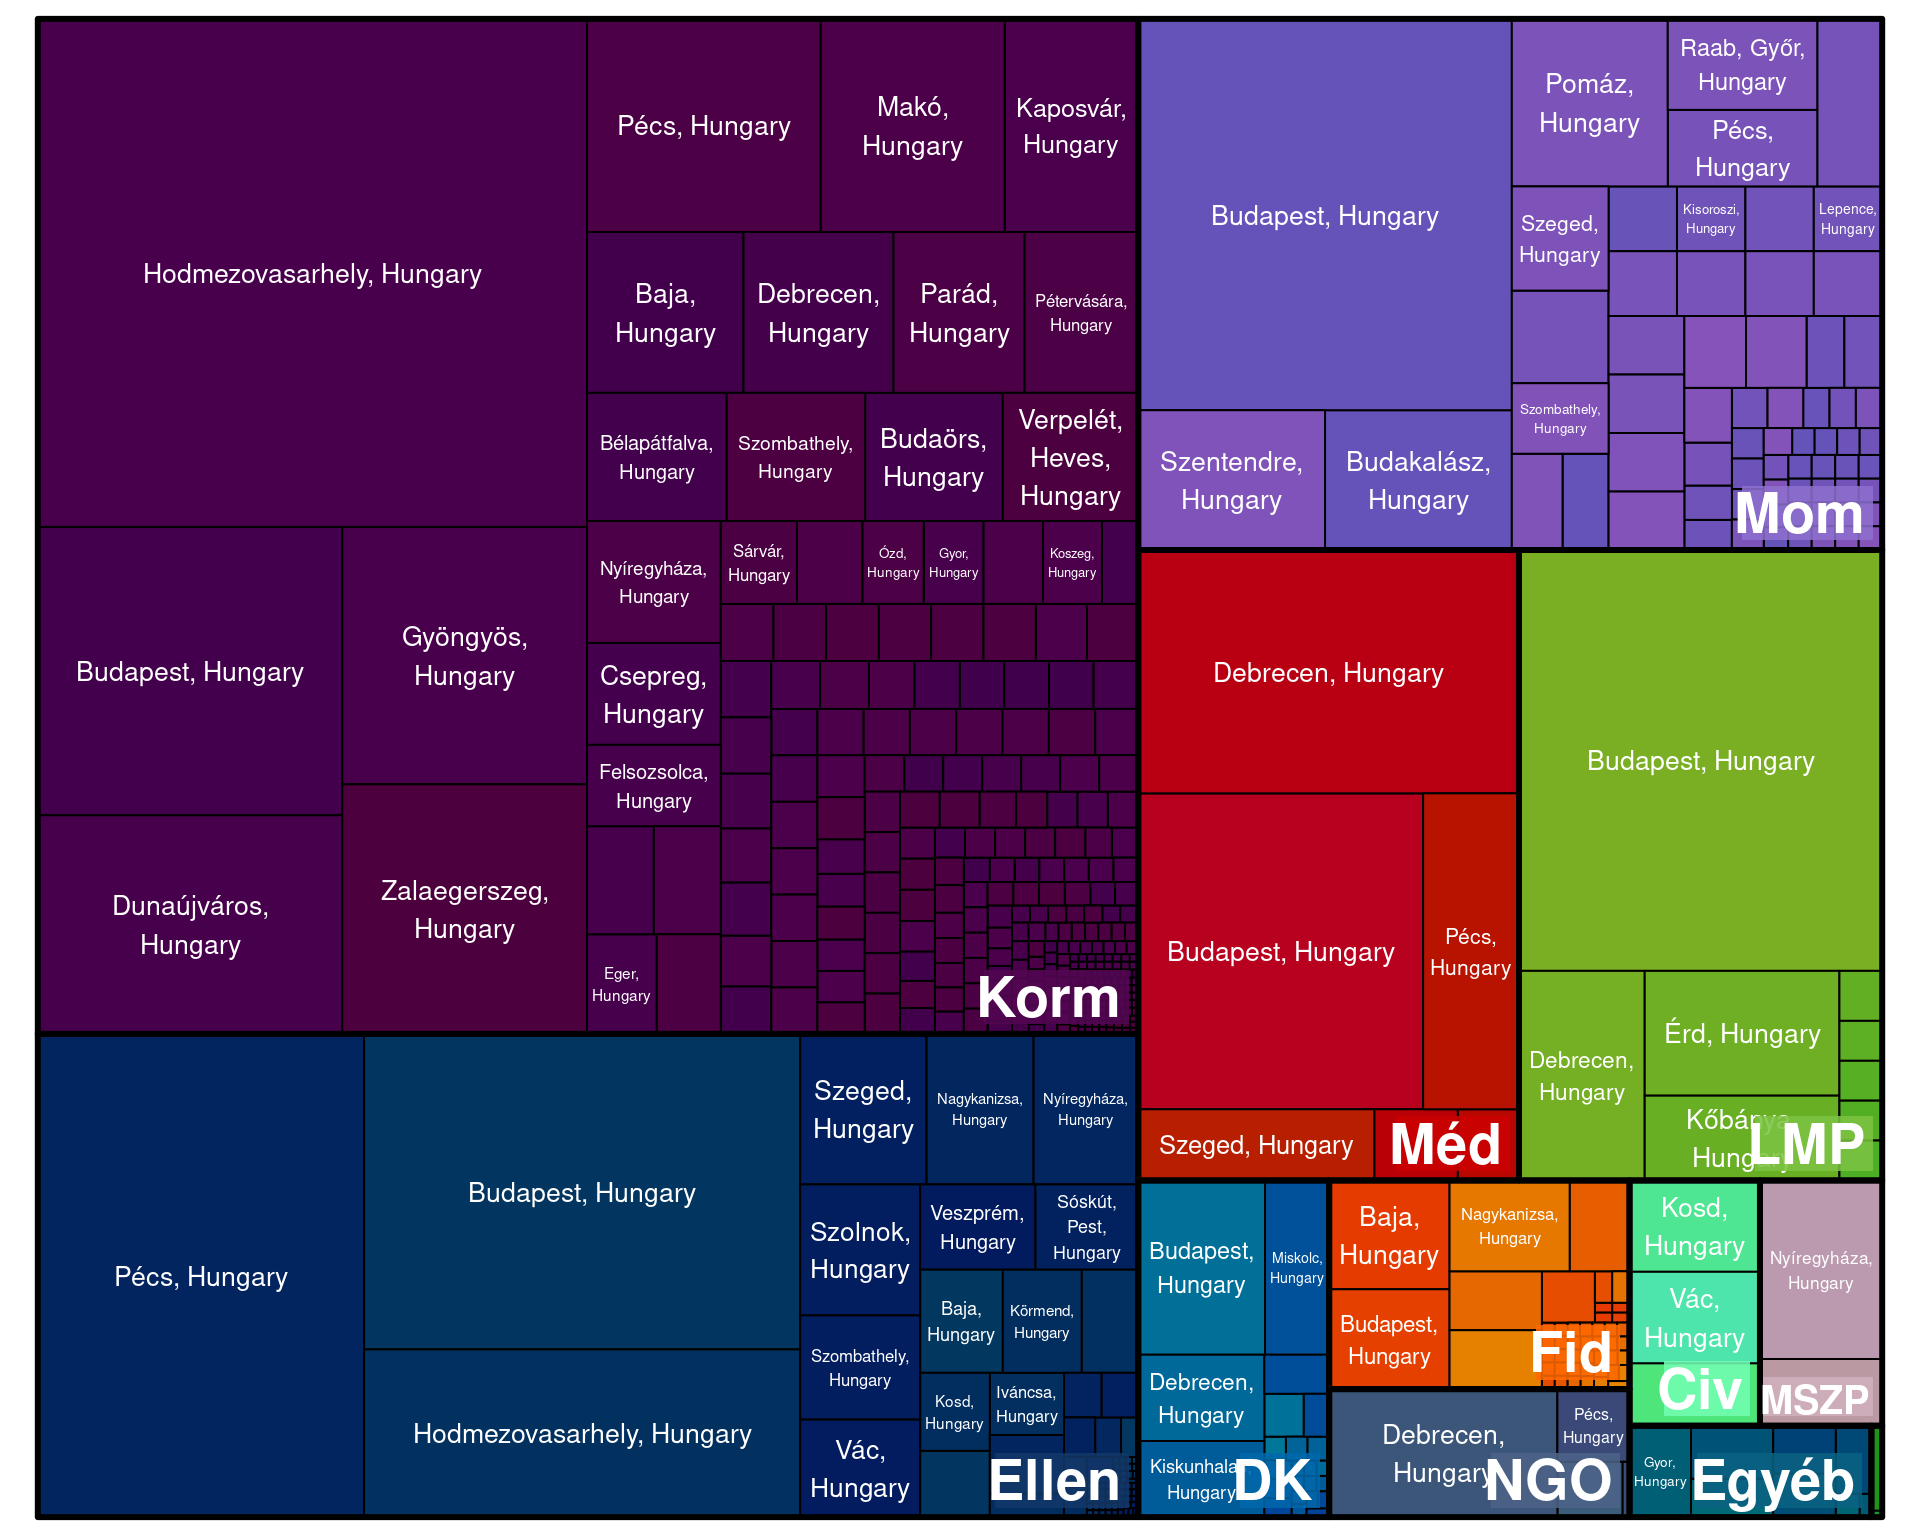 Hodmezovasarhely, Hungary
Budapest, Hungary
Gyöngyös,
Hungary
Dunaújváros,
Hungary
Zalaegerszeg,
Hungary
Pécs, Hungary
Makó,
Hungary
Kaposvár,
Hungary
Baja,
Hungary
Debrecen,
Hungary
Parád,
Hungary
Pétervására,
Hungary
Bélapátfalva,
Hungary
Szombathely,
Hungary
Budaörs,
Hungary
Verpelét,
Heves,
Hungary
Nyíregyháza,
Hungary
Sárvár,
Hungary
Ózd,
Hungary
Gyor,
Hungary
Koszeg,
Hungary
Csepreg,
Hungary
Felsozsolca,
Hungary
Eger,
Hungary
Korm
Budapest, Hungary
Szentendre,
Hungary
Budakalász,
Hungary
Pomáz,
Hungary
Raab, Győr,
Hungary
Pécs,
Hungary
Szeged,
Hungary
Kisoroszi,
Hungary
Lepence,
Hungary
Szombathely,
Hungary
Mom
Debrecen, Hungary
Budapest, Hungary
Pécs,
Hungary
Szeged, Hungary
Méd
Budapest, Hungary
Debrecen,
Hungary
Érd, Hungary
Kőbánya
Hungary
LMP
Pécs, Hungary
Budapest, Hungary
Hodmezovasarhely, Hungary
Szeged,
Hungary
Nagykanizsa,
Hungary
Nyíregyháza,
Hungary
Szolnok,
Hungary
Veszprém,
Hungary
Sóskút,
Pest,
Hungary
Szombathely,
Hungary
Baja,
Hungary
Körmend,
Hungary
Vác,
Hungary
Kosd,
Hungary
Iváncsa,
Hungary
Ellen
Budapest,
Hungary
Miskolc,
Hungary
Debrecen,
Hungary
Kiskunhalas,
Hungary
DK
Baja,
Hungary
Nagykanizsa,
Hungary
Budapest,
Hungary
Fid
Debrecen,
Hungary
Pécs,
Hungary
NGO
Kosd,
Hungary
Vác,
Hungary
Civ
Nyíregyháza,
Hungary
MSZP
Gyor,
Hungary
Egyéb